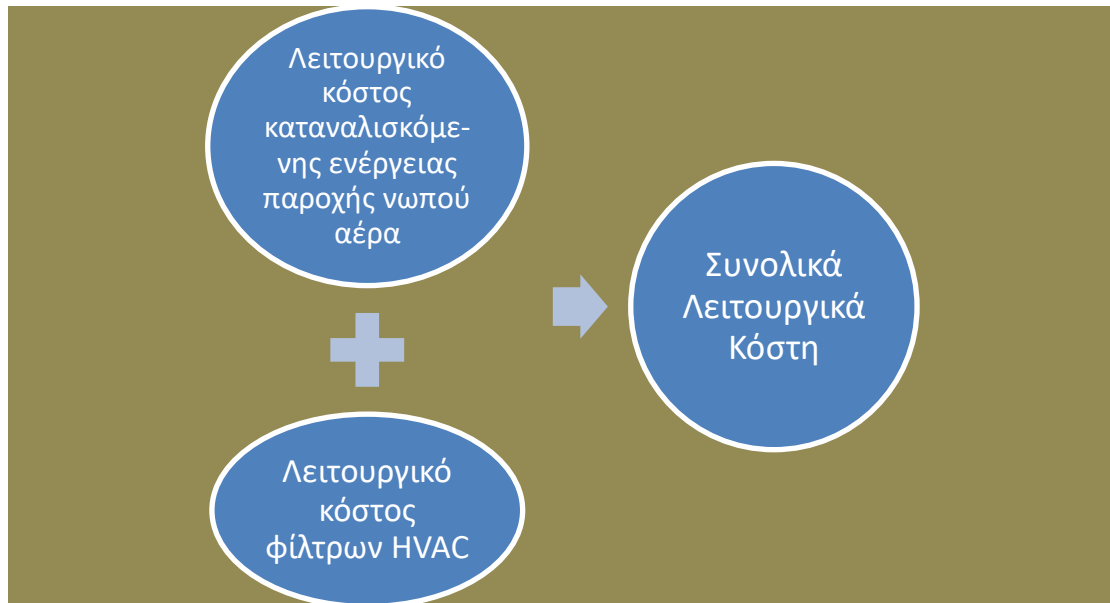 Λειτουργικό
κόστος
καταναλισκόμε-
νης ενέργειας
παροχής νωπού
αέρα
Λειτουργικό
κόστος
φίλτρων HVAC
Συνολικά
Λειτουργικά
Κόστη